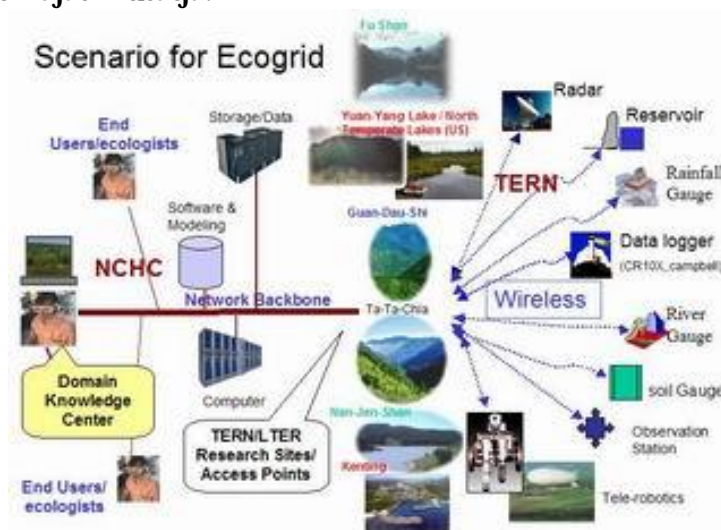 Scenario for Ecogrid
Fu Shan
Radar
Storage/Data
Yuan Yang Lake / North
Temperate Lakes (US)
Reservoir
End
Users/ecologists
TERN
Rainfall
Gauge
Software &
Modeling
Guan-Dau-Shi
Data logger
(CR10X_campbell)
NCHC
Network Backbone
Wireless
Ta-Ta-Chia
River
Gauge
Domain
Knowledge
Center
Computer
soil Gauge
TERN/LTER
Research Sites/
Access Points
Nan-Jen-Shan
Observation
Station
Kenting
End Users/
ecologists
Tele-robotics